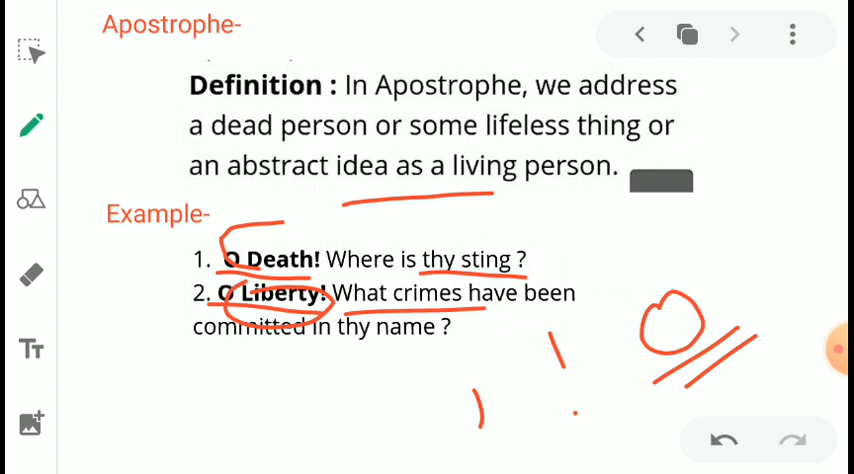 Apostrophe-
Definition : In Apostrophe, we address
a dead person or some lifeless thing or
an abstract idea as a living person.
Example-
1. O Death! Where is thy sting ?
2. O Liberty! What crimes have been
committed in thy name ?